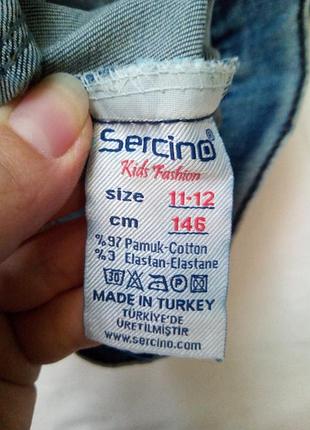 Sercino®
Kids Fashion
size 11-12
cm 146
%97 Pamuk-Cotton
%3 Elastan-Elastane
30 P
MADE IN TURKEY
TÜRKİYE'DE
ÜRETİLMİŞTİR
www.sercino.com